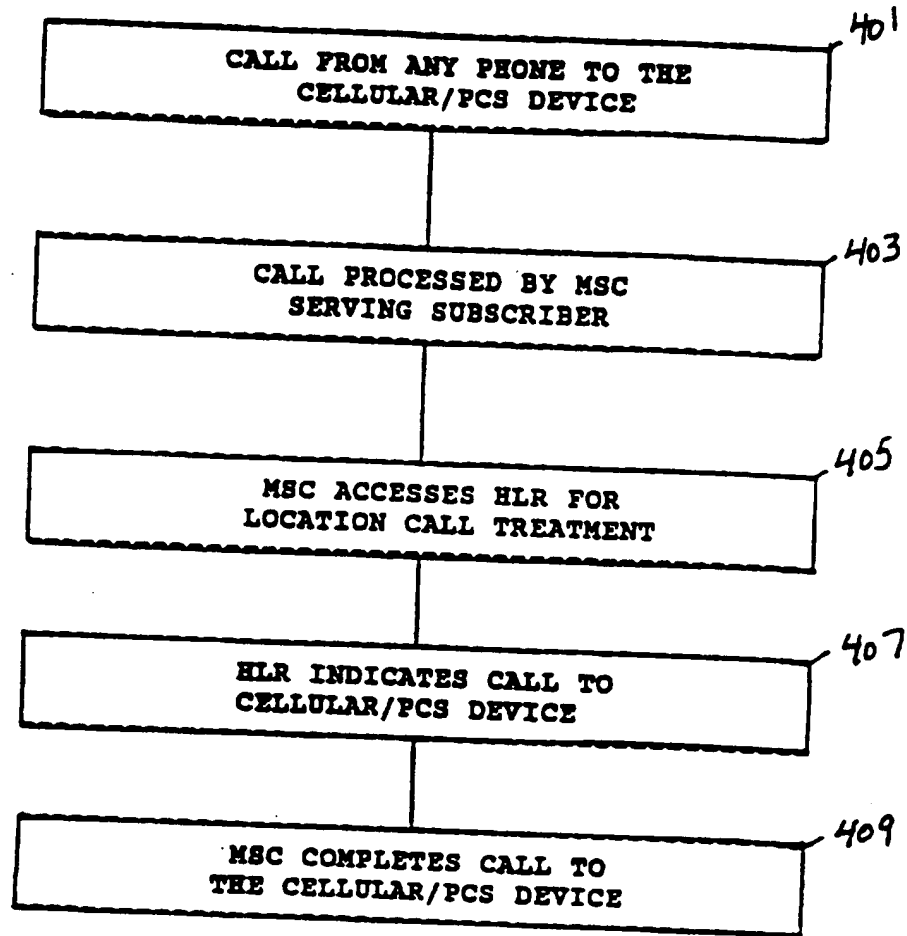 401
CALL FROM ANY PHONE TO THE
CELLULAR/PCS DEVICE
403
CALL PROCESSED BY MSC
SERVING SUBSCRIBER
405
MSC ACCESSES HLR FOR
LOCATION CALL TREATMENT
407
HLR INDICATES CALL TO
CELLULAR/PCS DEVICE
409
MSC COMPLETES CALL TO
THE CELLULAR/PCS DEVICE